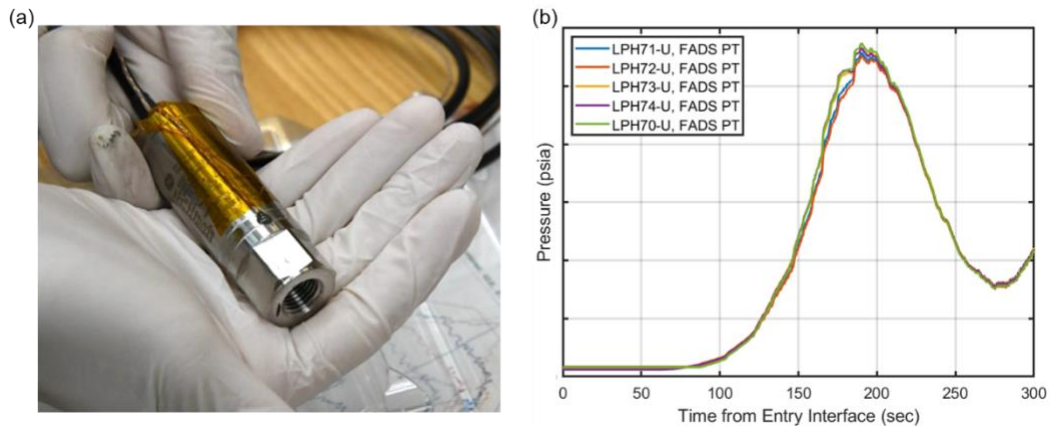 (a)
(b)
LPH71-U, FADS PT
LPH72-U, FADS PT
LPH73-U, FADS PT
LPH74-U, FADS PT
LPH70-U, FADS PT
Pressure (psia)
0 50 100 150 200 250 300
Time from Entry Interface (sec)